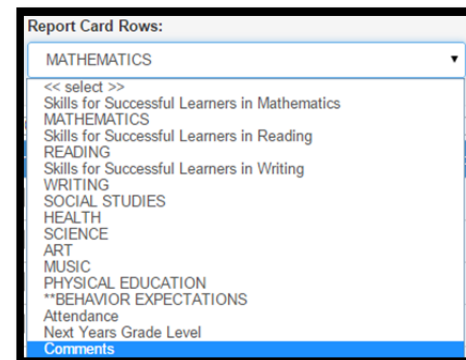 Report Card Rows:
MATHEMATICS
<< select >>
Skills for Successful Learners in Mathematics
MATHEMATICS
Skills for Successful Learners in Reading
READING
Skills for Successful Learners in Writing
WRITING
SOCIAL STUDIES
HEALTH
SCIENCE
ART
MUSIC
PHYSICAL EDUCATION
**BEHAVIOR EXPECTATIONS
Attendance
Next Years Grade Level
Comments